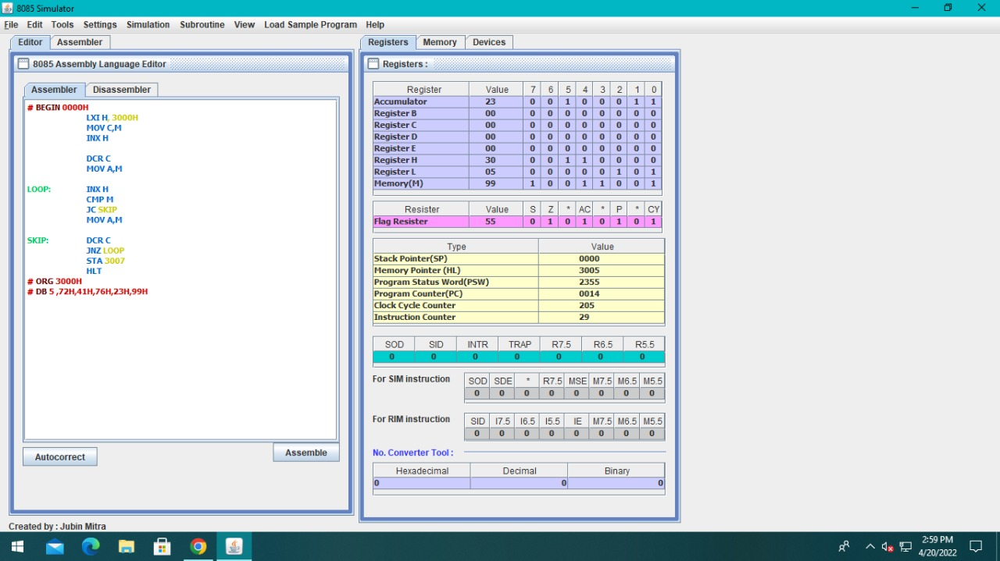 8085 Simulator
File Edit Tools Settings Simulation Subroutine View Load Sample Program Help
Editor Assembler
8085 Assembly Language Editor
Assembler Disassembler
# BEGIN 0000H
LXI H, 3000H
MOV C,M
INX H
DCR C
MOV A,M
LOOP: INX H
CMP M
JC SKIP
MOV A,M
SKIP: DCR C
JNZ LOOP
STA 3007
HLT
# ORG 3000H
# DB 5 ,72H,41H,76H,23H,99H
Autocorrect Assemble
Created by : Jubin Mitra
Registers Memory Devices
Registers :
Register Value 7 6 5 4 3 2 1 0
Accumulator 23 0 0 1 0 0 0 1 1
Register B 00 0 0 0 0 0 0 0 0
Register C 00 0 0 0 0 0 0 0 0
Register D 00 0 0 0 0 0 0 0 0
Register E 00 0 0 0 0 0 0 0 0
Register H 30 0 0 1 1 0 0 0 0
Register L 05 0 0 0 0 0 1 0 1
Memory(M) 99 1 0 0 1 1 0 0 1
Resister Value S Z * AC * P * CY
Flag Resister 55 0 1 0 1 0 1 0 1
Type Value
Stack Pointer(SP) 0000
Memory Pointer (HL) 3005
Program Status Word(PSW) 2355
Program Counter(PC) 0014
Clock Cycle Counter 205
Instruction Counter 29
SOD SID INTR TRAP R7.5 R6.5 R5.5
0 0 0 0 0 0 0
For SIM instruction SOD SDE * R7.5 MSE M7.5 M6.5 M5.5
0 0 0 0 0 0 0 0
For RIM instruction SID I7.5 I6.5 I5.5 IE M7.5 M6.5 M5.5
0 0 0 0 0 0 0 0
No. Converter Tool :
Hexadecimal Decimal Binary
0 0 0
2:59 PM
4/20/2022